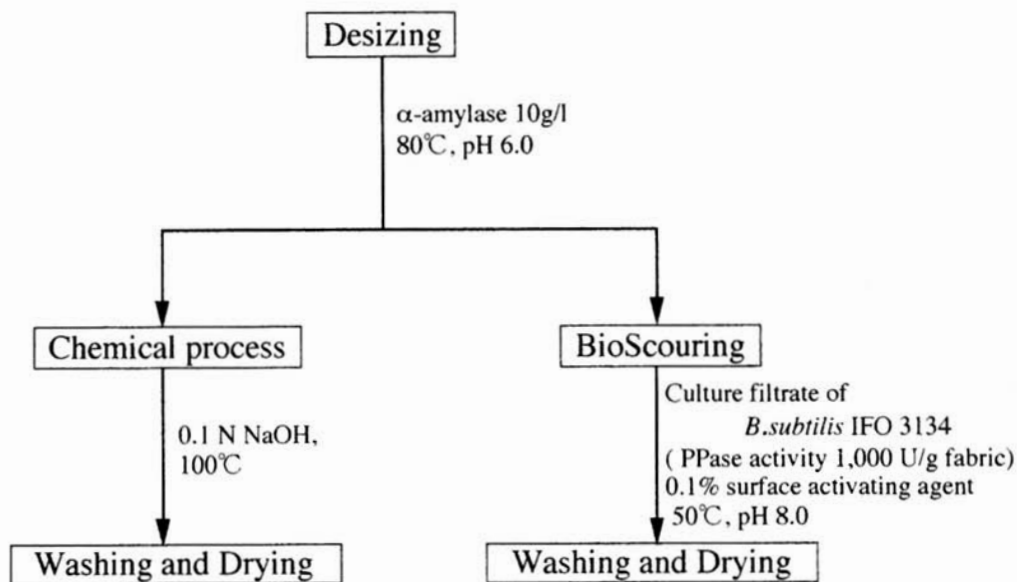 Desizing
α-amylase 10g/l
80℃, pH 6.0
Chemical process
0.1 N NaOH,
100℃
Washing and Drying
BioScouring
Culture filtrate of
B.subtilis IFO 3134
( PPase activity 1,000 U/g fabric)
0.1% surface activating agent
50℃, pH 8.0
Washing and Drying